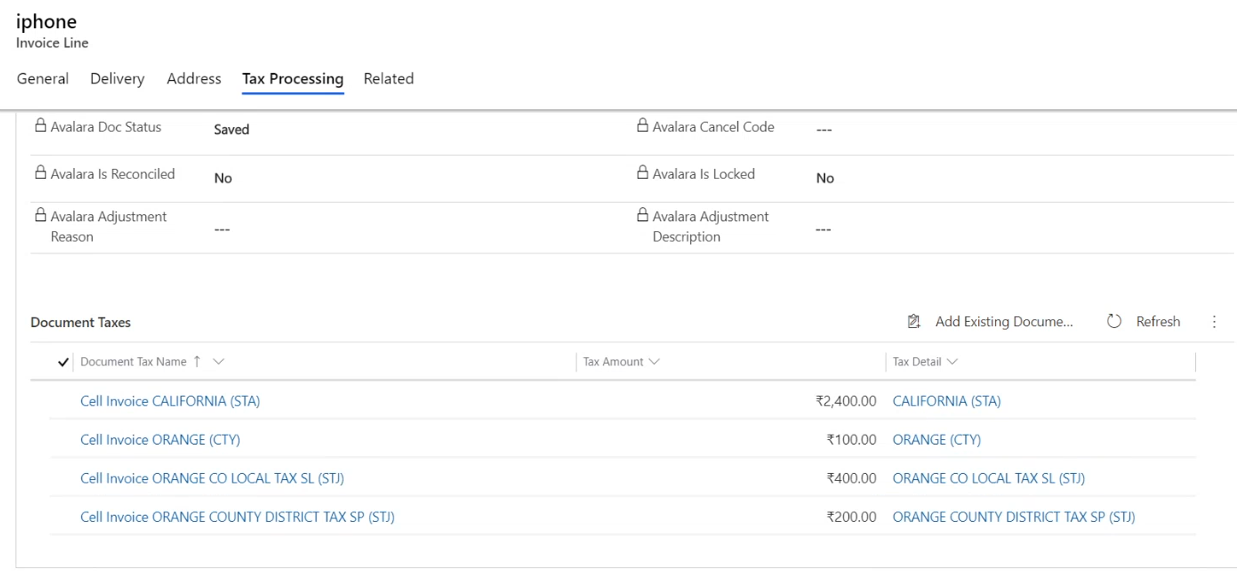 iphone
Invoice Line
General Delivery Address Tax Processing Related
Avalara Doc Status Saved Avalara Cancel Code ---
Avalara Is Reconciled No Avalara Is Locked No
Avalara Adjustment Reason --- Avalara Adjustment Description ---
Document Taxes Add Existing Docume... Refresh
Document Tax Name Tax Amount Tax Detail
Cell Invoice CALIFORNIA (STA) ₹2,400.00 CALIFORNIA (STA)
Cell Invoice ORANGE (CTY) ₹100.00 ORANGE (CTY)
Cell Invoice ORANGE CO LOCAL TAX SL (STJ) ₹400.00 ORANGE CO LOCAL TAX SL (STJ)
Cell Invoice ORANGE COUNTY DISTRICT TAX SP (STJ) ₹200.00 ORANGE COUNTY DISTRICT TAX SP (STJ)